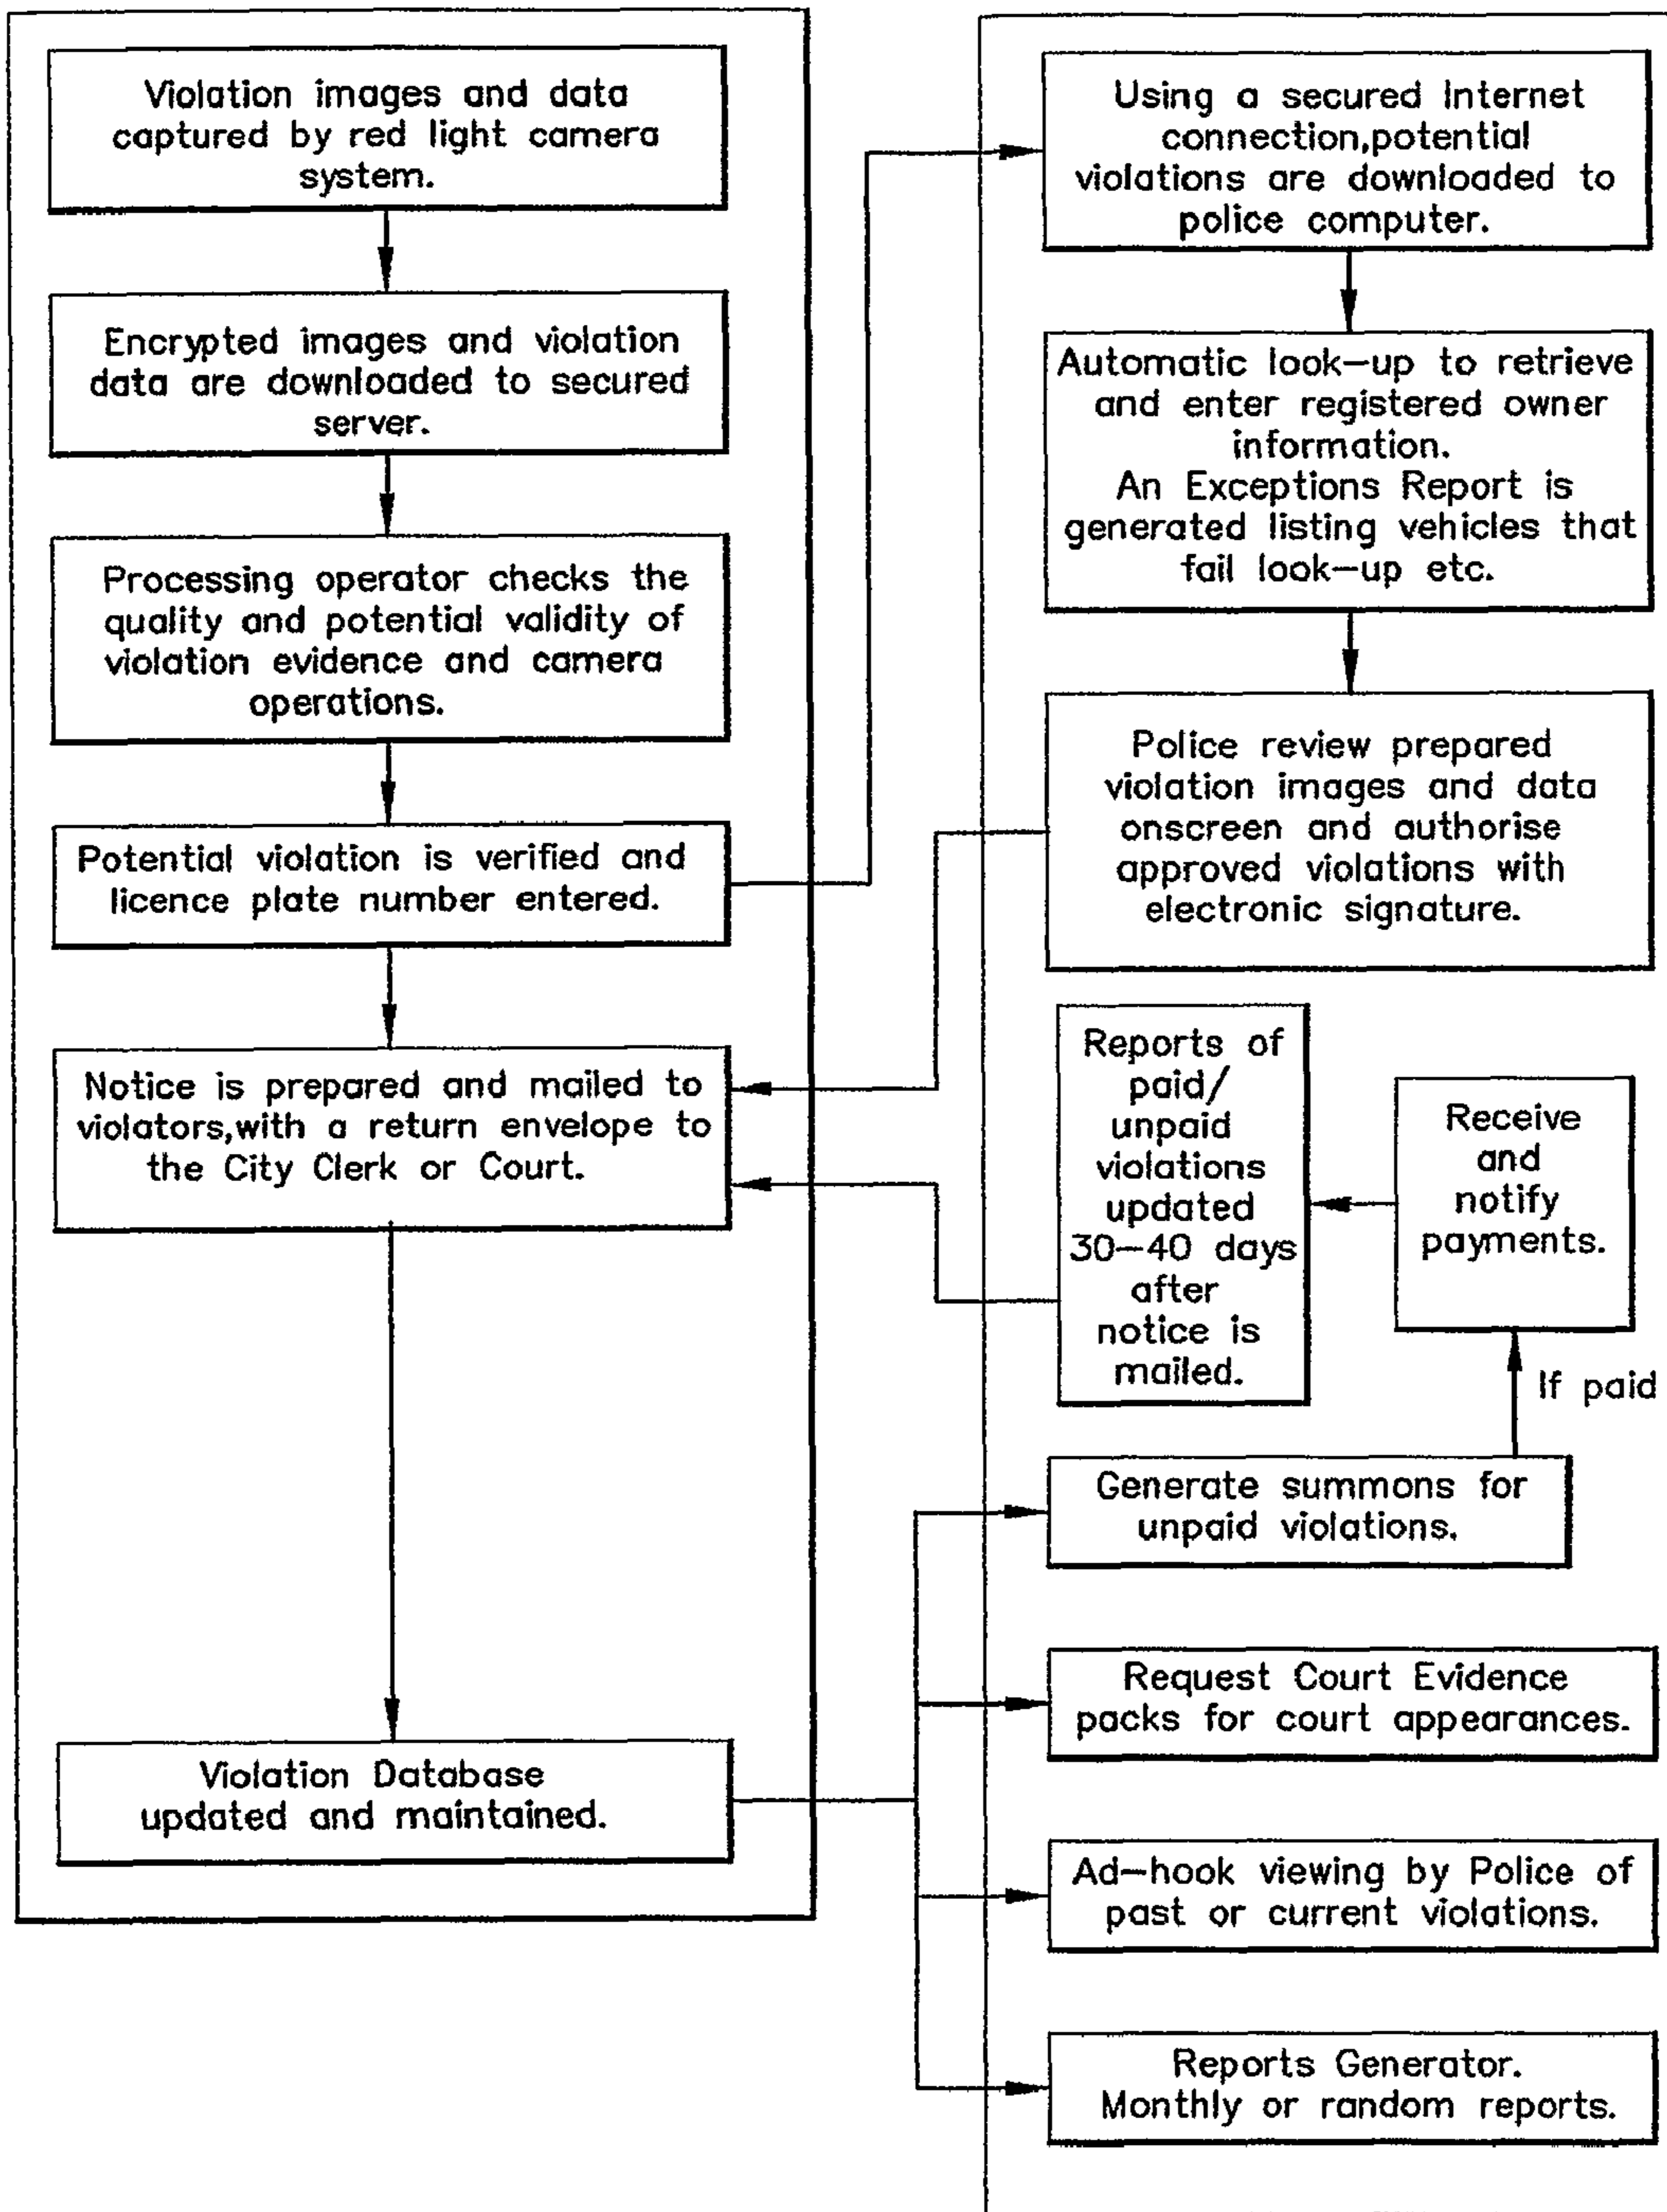 Violation images and data
captured by red light camera
system.
Encrypted images and violation
data are downloaded to secured
server.
Processing operator checks the
quality and potential validity of
violation evidence and camera
operations.
Potential violation is verified and
licence plate number entered.
Notice is prepared and mailed to
violators,with a return envelope to
the City Clerk or Court.
Violation Database
updated and maintained.
Using a secured Internet
connection,potential
violations are downloaded to
police computer.
Automatic look-up to retrieve
and enter registered owner
information.
An Exceptions Report is
generated listing vehicles that
fail look-up etc.
Police review prepared
violation images and data
onscreen and authorise
approved violations with
electronic signature.
Reports of
paid/
unpaid
violations
updated
30-40 days
after
notice is
mailed.
Receive
and
notify
payments.
If paid
Generate summons for
unpaid violations.
Request Court Evidence
packs for court appearances.
Ad-hook viewing by Police of
past or current violations.
Reports Generator.
Monthly or random reports.